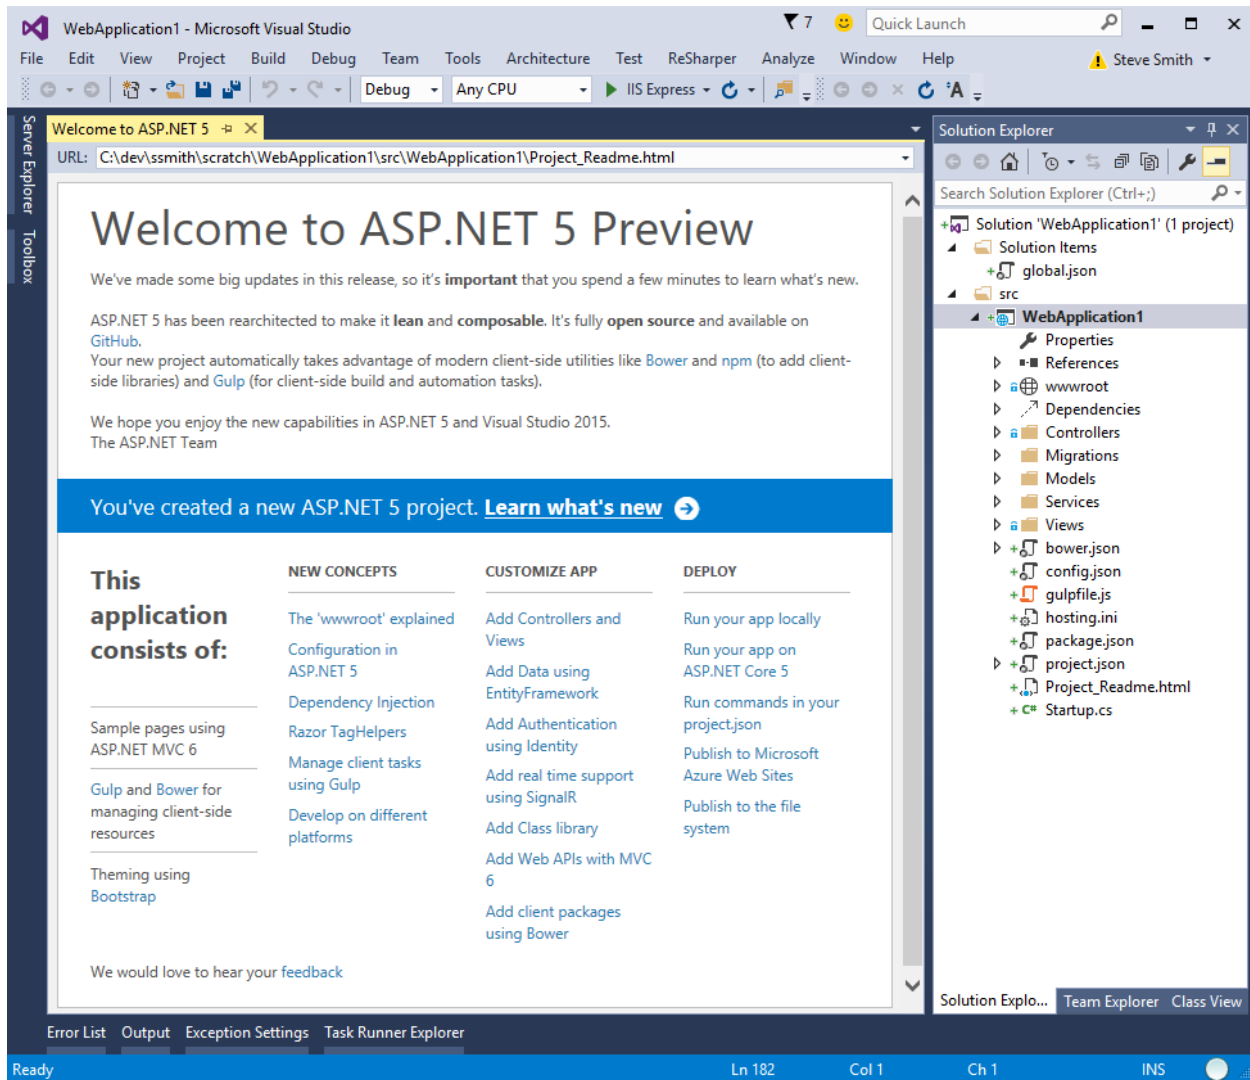 WebApplication1 - Microsoft Visual Studio
7
Quick Launch
File Edit View Project Build Debug Team Tools Architecture Test ReSharper Analyze Window Help
Steve Smith
Debug
Any CPU
IIS Express
Server Explorer
Toolbox
Welcome to ASP.NET 5
URL: C:\dev\ssmith\scratch\WebApplication1\src\WebApplication1\Project_Readme.html
Welcome to ASP.NET 5 Preview
We've made some big updates in this release, so it's important that you spend a few minutes to learn what's new.
ASP.NET 5 has been rearchitected to make it lean and composable. It's fully open source and available on
GitHub.
Your new project automatically takes advantage of modern client-side utilities like Bower and npm (to add client-
side libraries) and Gulp (for client-side build and automation tasks).
We hope you enjoy the new capabilities in ASP.NET 5 and Visual Studio 2015.
The ASP.NET Team
You've created a new ASP.NET 5 project. Learn what's new
This
application
consists of:
Sample pages using
ASP.NET MVC 6
Gulp and Bower for
managing client-side
resources
Theming using
Bootstrap
NEW CONCEPTS
The 'wwwroot' explained
Configuration in
ASP.NET 5
Dependency Injection
Razor TagHelpers
Manage client tasks
using Gulp
Develop on different
platforms
CUSTOMIZE APP
Add Controllers and
Views
Add Data using
EntityFramework
Add Authentication
using Identity
Add real time support
using SignalR
Add Class library
Add Web APIs with MVC
6
Add client packages
using Bower
DEPLOY
Run your app locally
Run your app on
ASP.NET Core 5
Run commands in your
project.json
Publish to Microsoft
Azure Web Sites
Publish to the file
system
We would love to hear your feedback
Solution Explorer
Search Solution Explorer (Ctrl+;)
Solution 'WebApplication1' (1 project)
Solution Items
global.json
src
WebApplication1
Properties
References
wwwroot
Dependencies
Controllers
Migrations
Models
Services
Views
bower.json
config.json
gulpfile.js
hosting.ini
package.json
project.json
Project_Readme.html
C# Startup.cs
Solution Explo... Team Explorer Class View
Error List Output Exception Settings Task Runner Explorer
Ready Ln 182 Col 1 Ch 1 INS